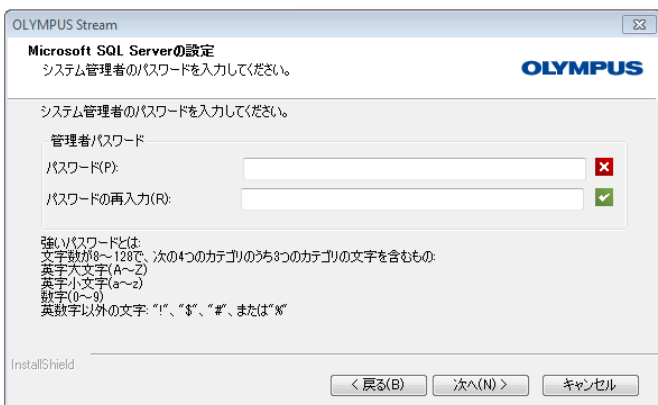 OLYMPUS Stream
Microsoft SQL Serverの設定
システム管理者のパスワードを入力してください。
OLYMPUS
システム管理者のパスワードを入力してください。
管理者パスワード
パスワード(P):
パスワードの再入力(R):
強いパスワードとは:
文字数が8～128で、次の4つのカテゴリのうち3つのカテゴリの文字を含むもの:
英字大文字(A～Z)
英字小文字(a～z)
数字(0～9)
英数字以外の文字: "!"、"$"、"#"、または"%"
InstallShield
< 戻る(B)
次へ(N) >
キャンセル